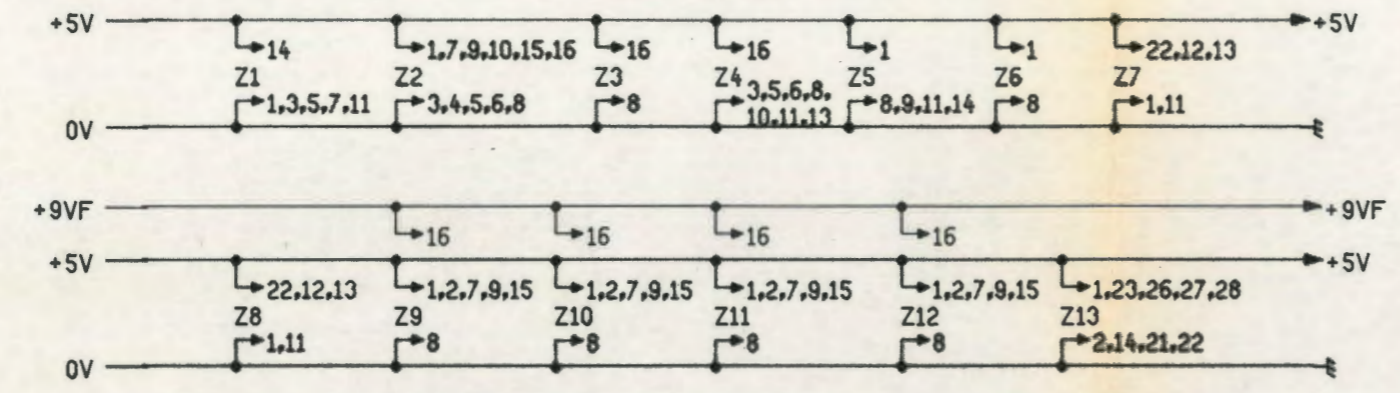 +5V +5V
14 1,7,9,10,15,16 16 16 1 1 22,12,13
Z1 Z2 Z3 Z4 Z5 Z6 Z7
1,3,5,7,11 3,4,5,6,8 8 3,5,6,8, 8,9,11,14 8 1,11
10,11,13
0V
+9VF +9VF
16 16 16 16
+5V +5V
22,12,13 1,2,7,9,15 1,2,7,9,15 1,2,7,9,15 1,2,7,9,15 1,23,26,27,28
Z8 Z9 Z10 Z11 Z12 Z13
1,11 8 8 8 8 2,14,21,22
0V